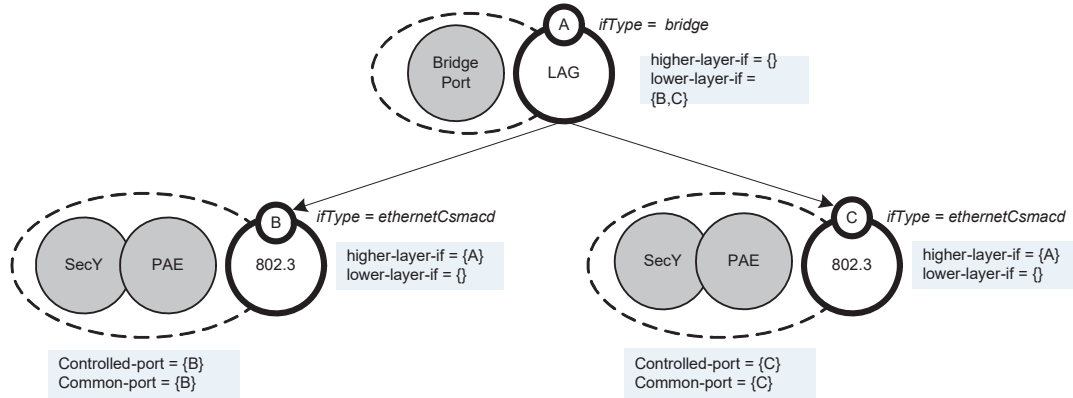 A
ifType = bridge
Bridge
Port
LAG
higher-layer-if = {}
lower-layer-if =
{B,C}
B
ifType = ethernetCsmacd
SecY
PAE
802.3
higher-layer-if = {A}
lower-layer-if = {}
Controlled-port = {B}
Common-port = {B}
C
ifType = ethernetCsmacd
SecY
PAE
802.3
higher-layer-if = {A}
lower-layer-if = {}
Controlled-port = {C}
Common-port = {C}